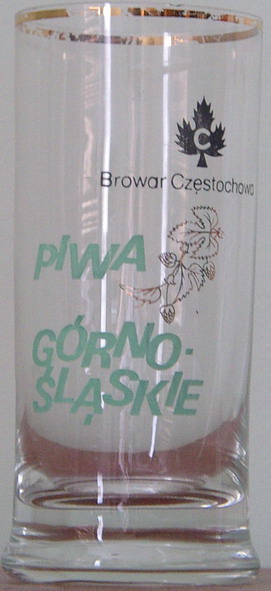 C
Browar Częstochowa
PIWA
GÓRNO-
ŚLĄSKIE